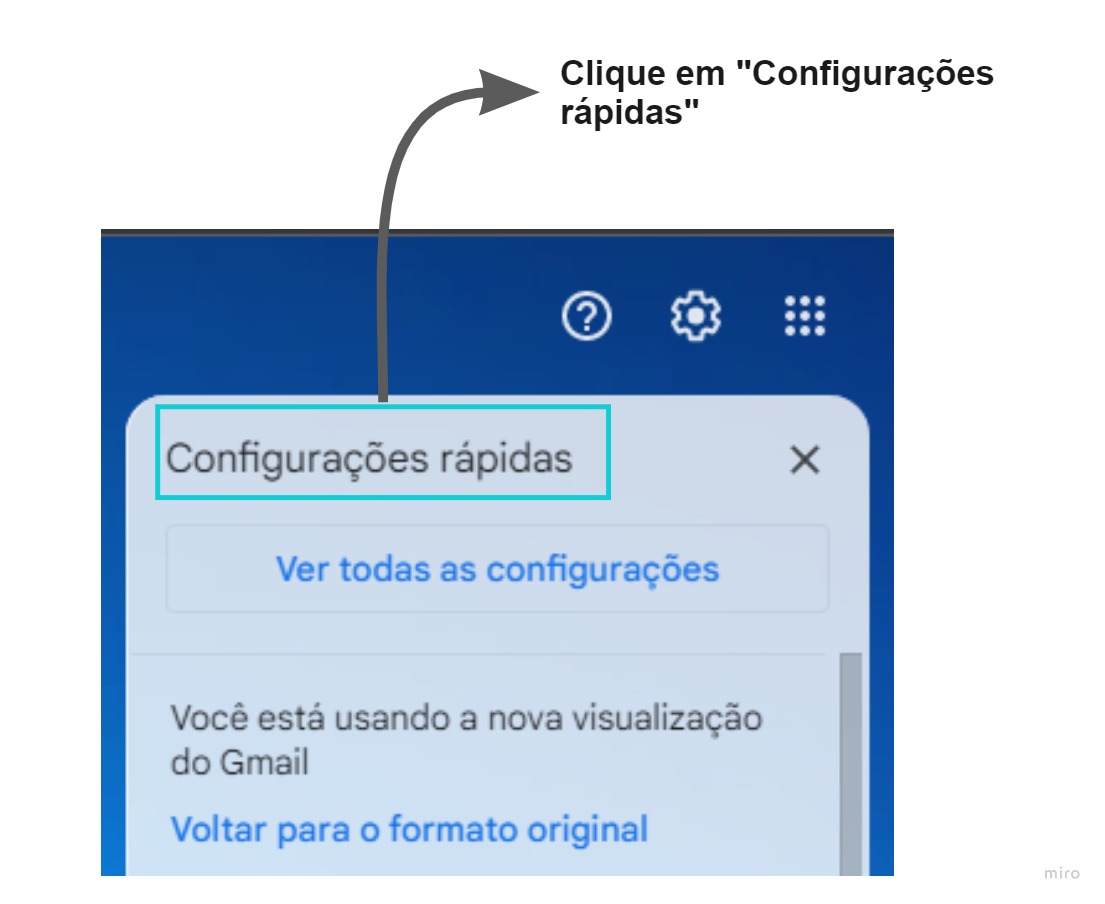 Clique em "Configurações
rápidas"
Configurações rápidas
Ver todas as configurações
Você está usando a nova visualização
do Gmail
Voltar para o formato original
miro